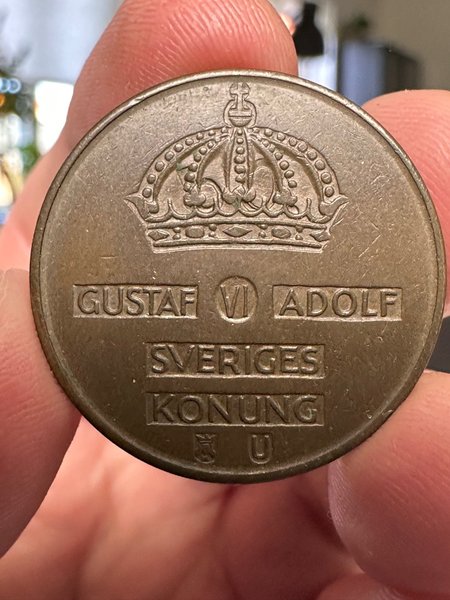 GUSTAF VI ADOLF
SVERIGES
KONUNG
U